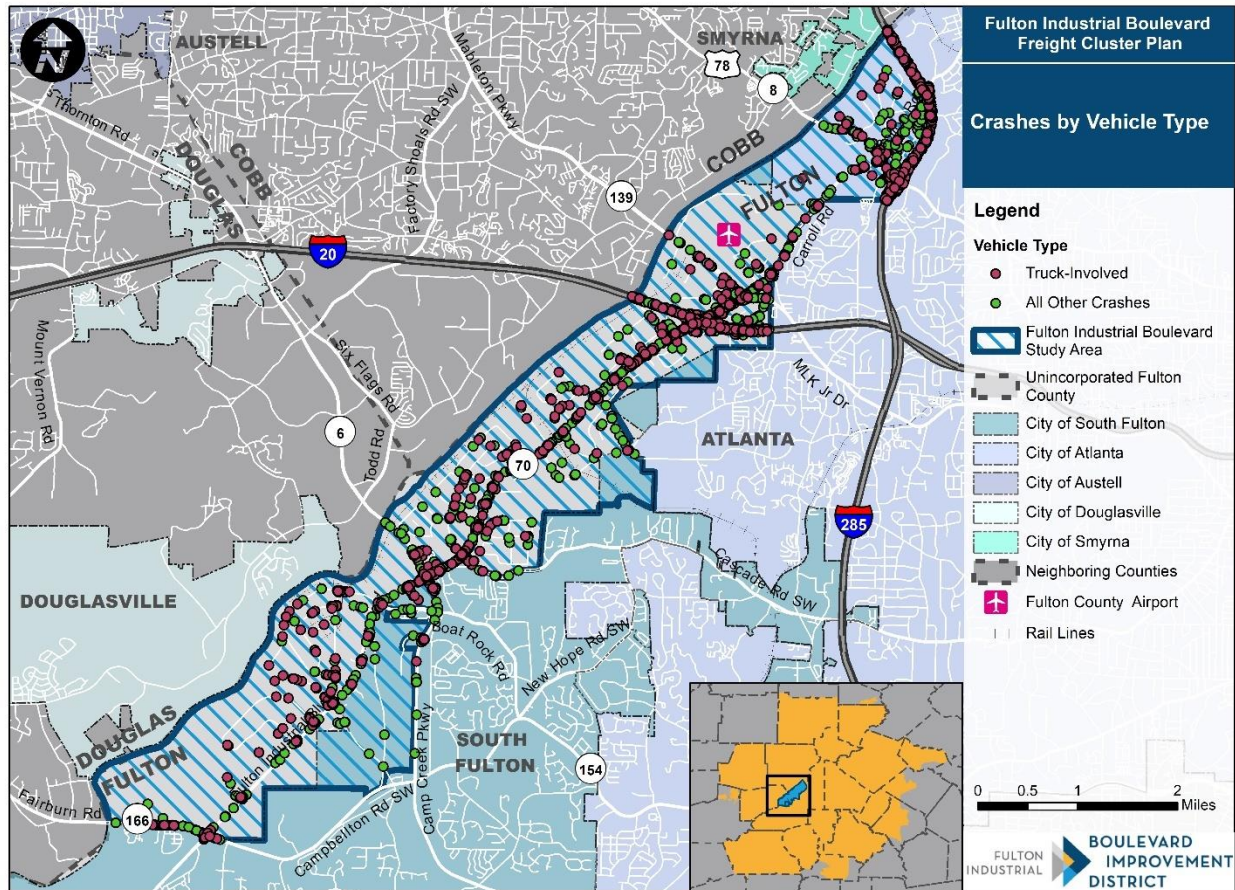 Fulton Industrial Boulevard
Freight Cluster Plan
Crashes by Vehicle Type
Legend
Vehicle Type
Truck-Involved
All Other Crashes
Fulton Industrial Boulevard
Study Area
Unincorporated Fulton
County
City of South Fulton
City of Atlanta
City of Austell
City of Douglasville
City of Smyrna
Neighboring Counties
Fulton County Airport
Rail Lines
0 0.5 1 2
Miles
FULTON
INDUSTRIAL
BOULEVARD
IMPROVEMENT
DISTRICT
N
AUSTELL
SMYRNA
78
8
Thornton Rd
COBB
DOUGLAS
Factory Shoals Rd SW
Mableton Pkwy
139
COBB
FULTON
Carroll Rd
Rd
20
Mount Vernon Rd
Six Flags Rd
6
Todd Rd
MLK Jr Dr
ATLANTA
70
285
Cascade Rd SW
DOUGLASVILLE
Boat Rock Rd
New Hope Rd SW
Fulton Industrial
DOUGLAS
FULTON
SOUTH
FULTON
Camp Creek Pkwy
154
Fairburn Rd
166
Campbellton Rd SW